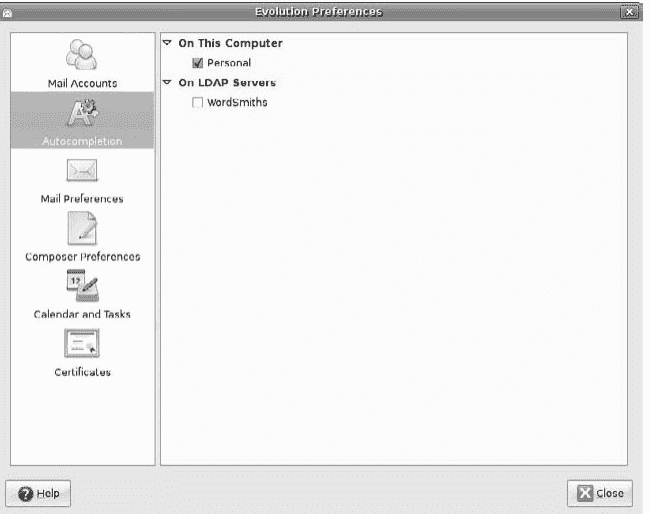 Evolution Preferences
Mail Accounts
Autocompletion
Mail Preferences
Composer Preferences
12
Calendar and Tasks
Certificates
On This Computer
Personal
On LDAP Servers
WordSmiths
Help
Close